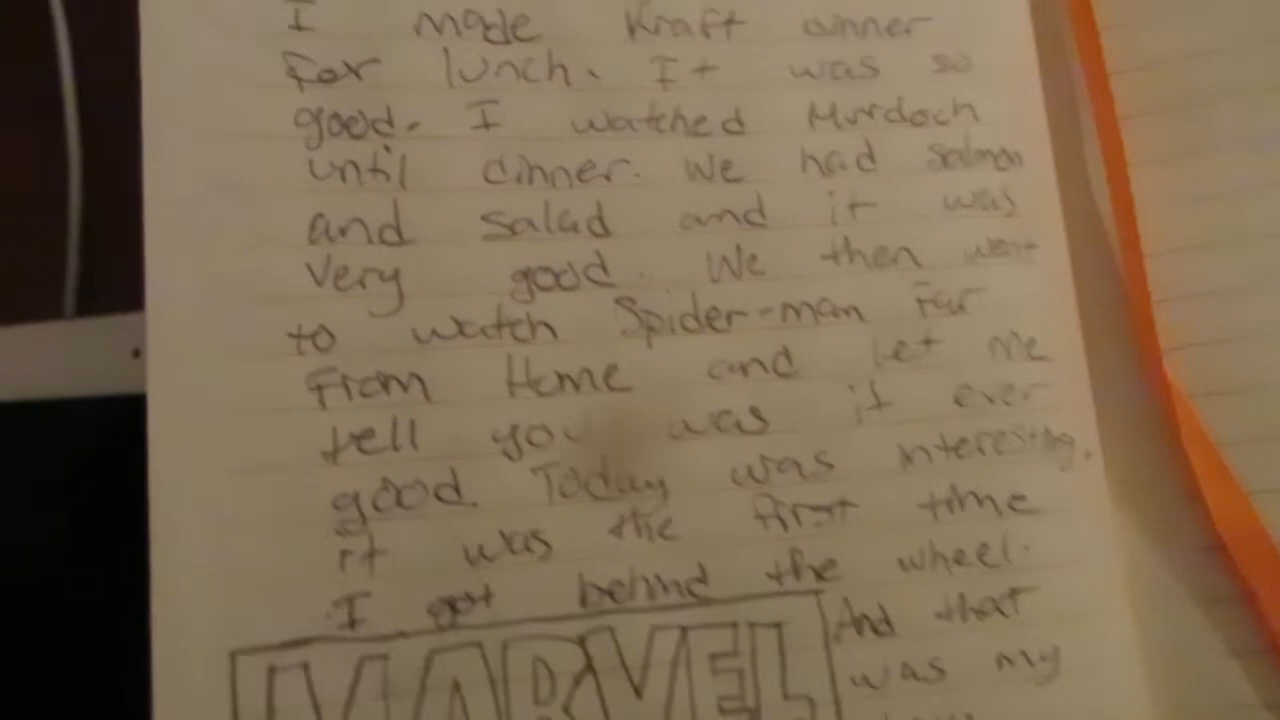 I made Kraft dinner
for lunch. It was so
good. I watched Murdoch
until dinner. We had salmon
and salad and it was
very good. We then went
to watch Spider-man Far
From Home and let me
tell you was it ever
good. Today was interesting.
it was the first time
I got behind the wheel.
And that
MARVEL was my